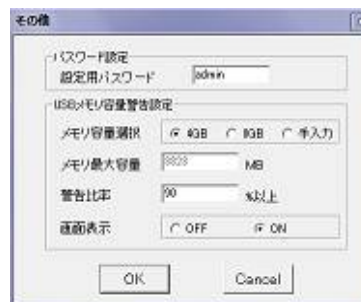 その他
パスワード設定
設定用パスワード admin
USBメモリ容量警告設定
メモリ容量選択 4GB 8GB 手入力
メモリ最大容量 3828 MB
警告比率 90 %以上
画面表示 OFF ON
OK Cancel